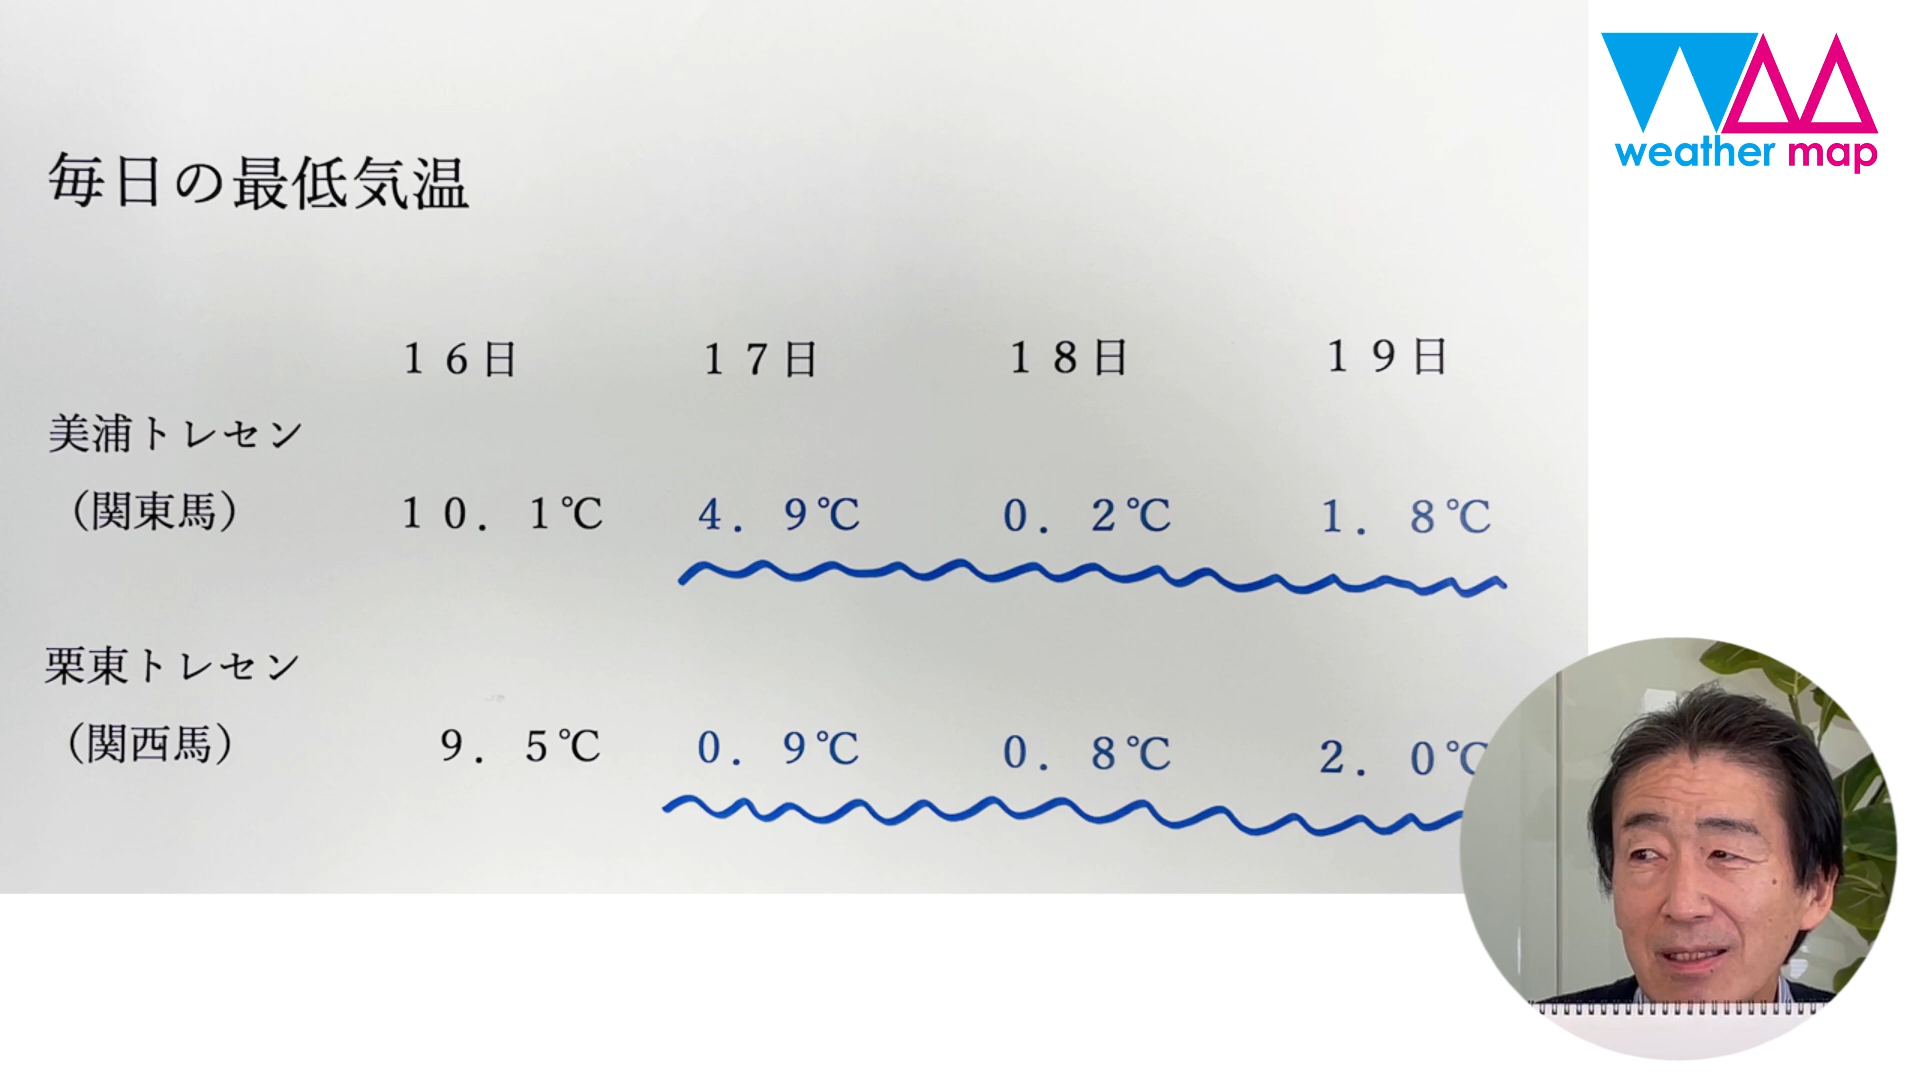 weather map
毎日の最低気温
16日 17日 18日 19日
美浦トレセン
（関東馬） 10.1℃ 4.9℃ 0.2℃ 1.8℃
栗東トレセン
（関西馬） 9.5℃ 0.9℃ 0.8℃ 2.0℃